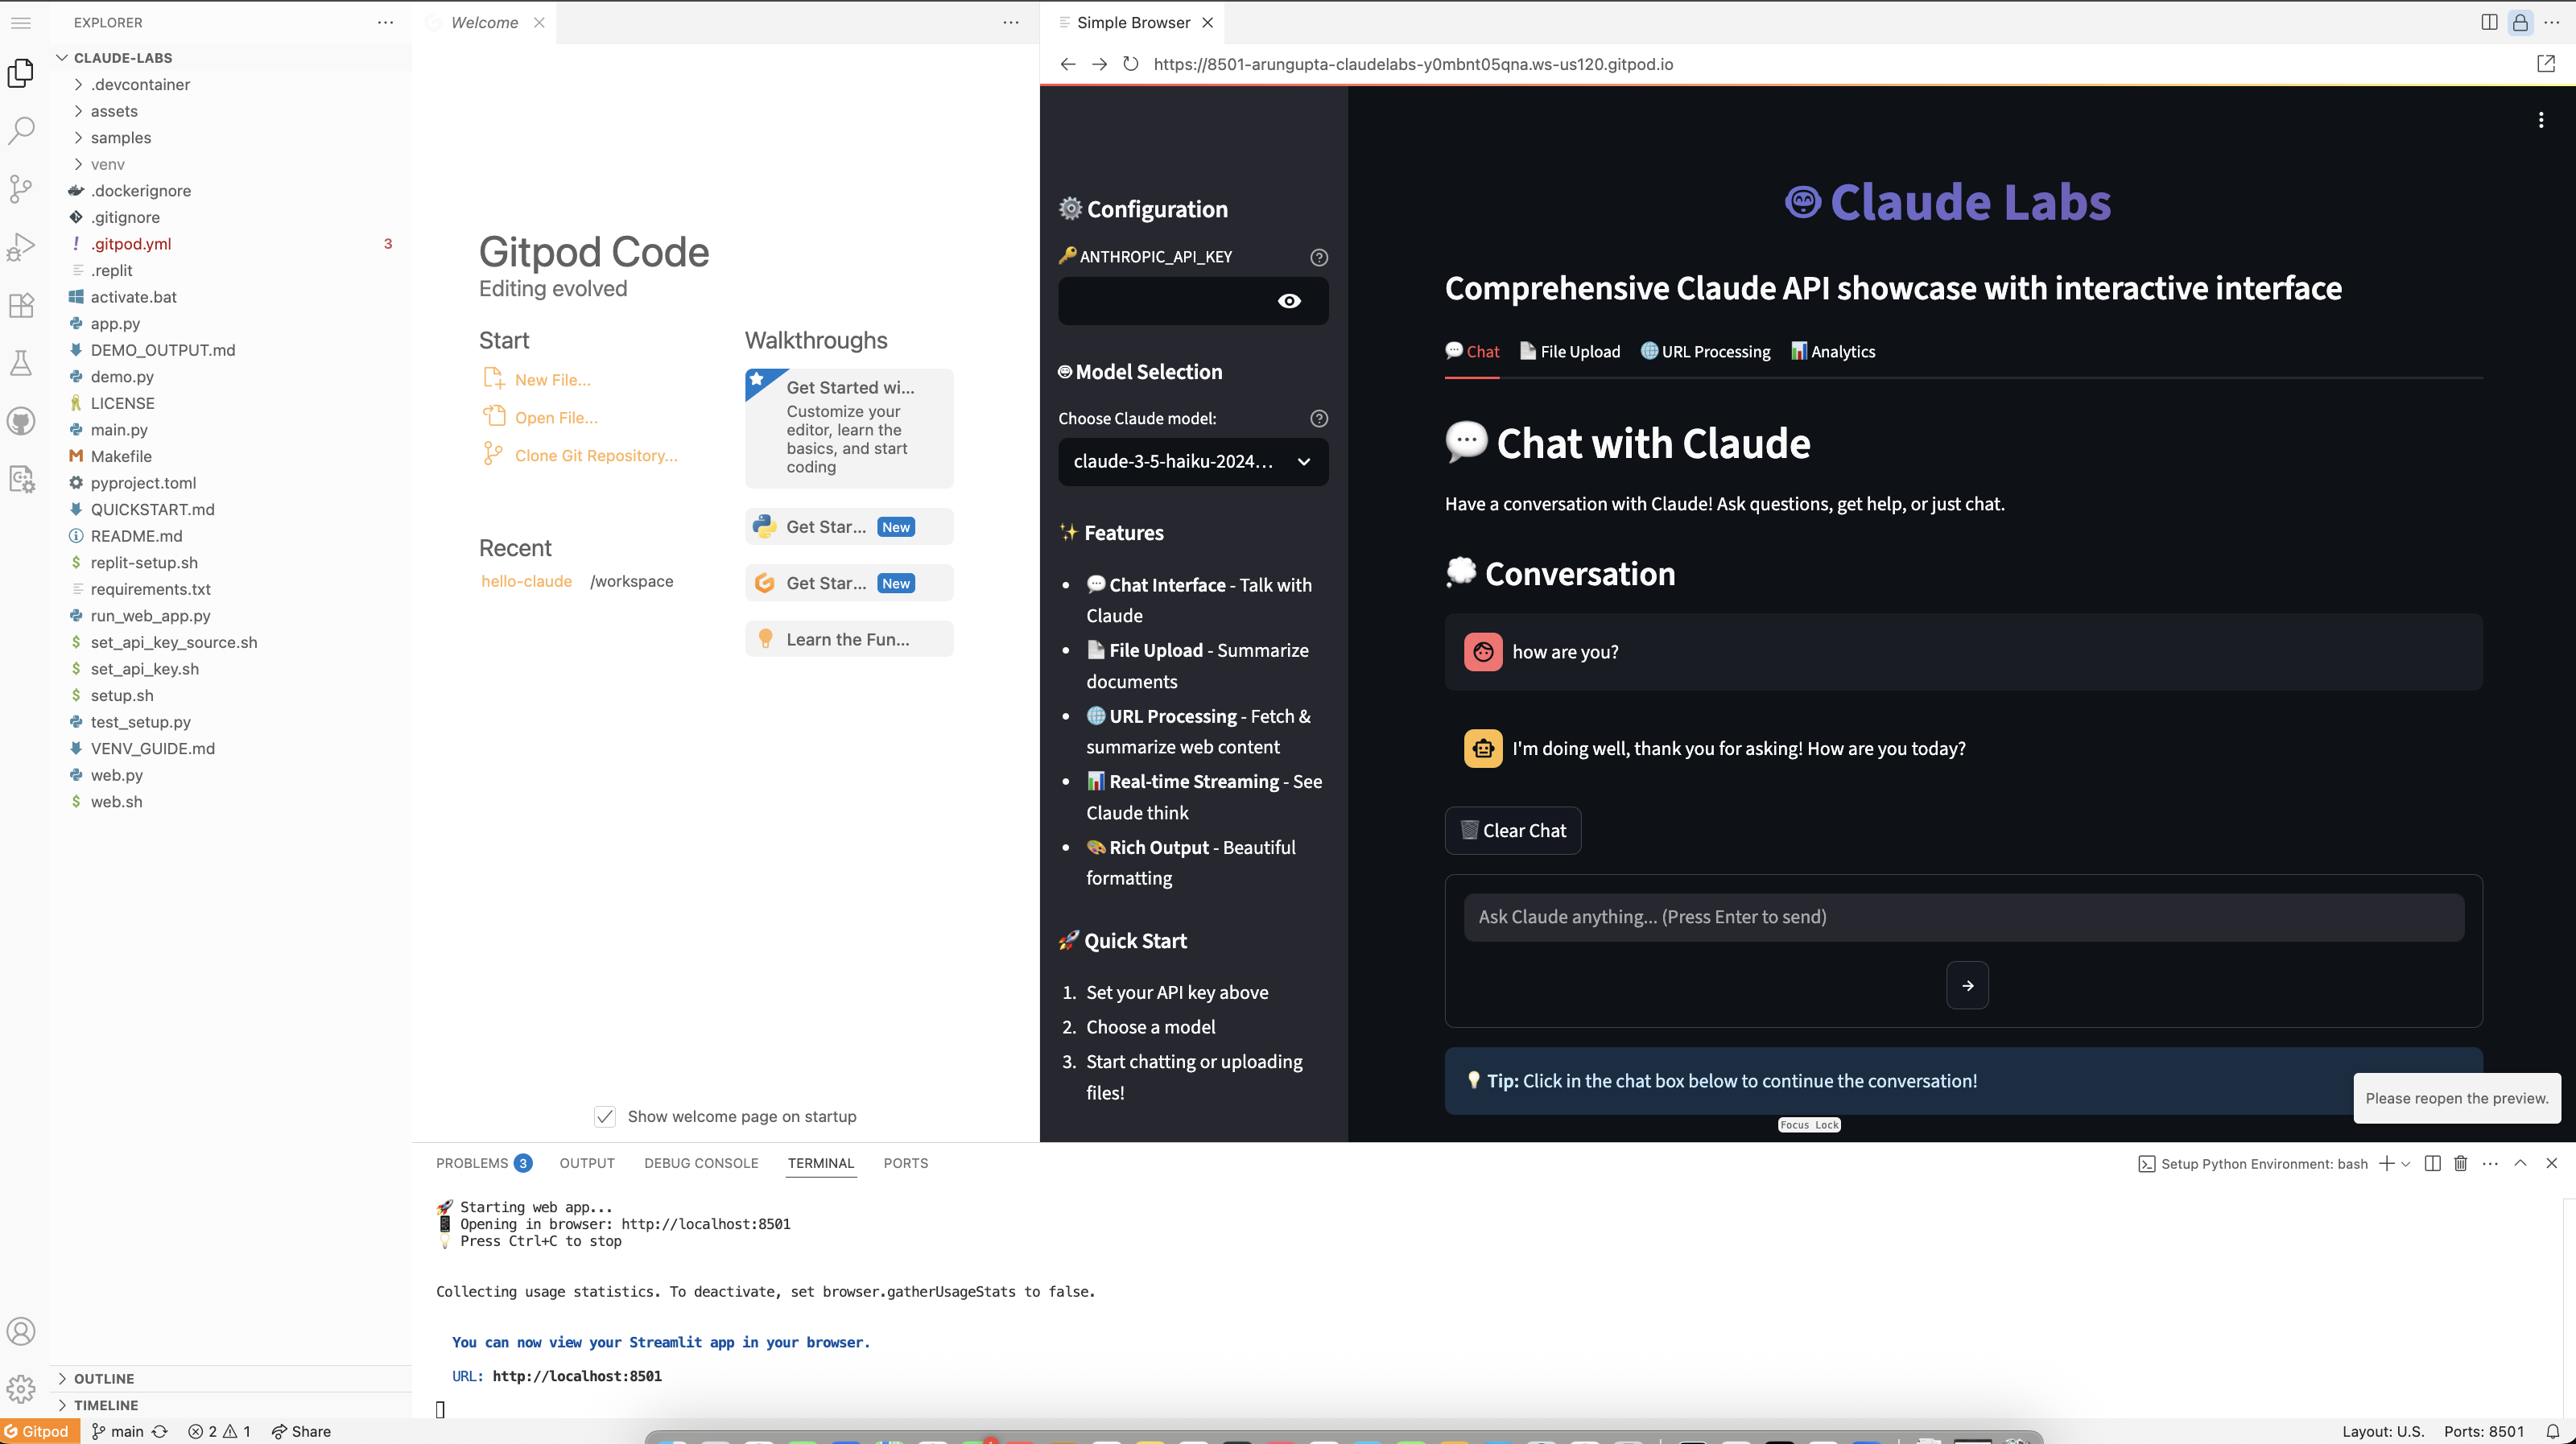 EXPLORER
CLAUDE-LABS
.devcontainer
assets
samples
venv
.dockerignore
.gitignore
.gitpod.yml 3
.replit
activate.bat
app.py
DEMO_OUTPUT.md
demo.py
LICENSE
main.py
Makefile
pyproject.toml
QUICKSTART.md
README.md
replit-setup.sh
requirements.txt
run_web_app.py
set_api_key_source.sh
set_api_key.sh
setup.sh
test_setup.py
VENV_GUIDE.md
web.py
web.sh
OUTLINE
TIMELINE
Welcome
Gitpod Code
Editing evolved
Start
New File...
Open File...
Clone Git Repository...
Recent
hello-claude /workspace
Walkthroughs
Get Started wi...
Customize your
editor, learn the
basics, and start
coding
Get Star... New
Get Star... New
Learn the Fun...
Show welcome page on startup
Simple Browser
https://8501-arungupta-claudelabs-y0mbnt05qna.ws-us120.gitpod.io
Configuration
ANTHROPIC_API_KEY
Model Selection
Choose Claude model:
claude-3-5-haiku-2024...
Features
Chat Interface - Talk with
Claude
File Upload - Summarize
documents
URL Processing - Fetch &
summarize web content
Real-time Streaming - See
Claude think
Rich Output - Beautiful
formatting
Quick Start
1. Set your API key above
2. Choose a model
3. Start chatting or uploading
files!
Claude Labs
Comprehensive Claude API showcase with interactive interface
Chat File Upload URL Processing Analytics
Chat with Claude
Have a conversation with Claude! Ask questions, get help, or just chat.
Conversation
how are you?
I'm doing well, thank you for asking! How are you today?
Clear Chat
Ask Claude anything... (Press Enter to send)
Tip: Click in the chat box below to continue the conversation!
Please reopen the preview.
Focus Lock
PROBLEMS 3 OUTPUT DEBUG CONSOLE TERMINAL PORTS
Setup Python Environment: bash
Starting web app...
Opening in browser: http://localhost:8501
Press Ctrl+C to stop
Collecting usage statistics. To deactivate, set browser.gatherUsageStats to false.
You can now view your Streamlit app in your browser.
URL: http://localhost:8501
Gitpod main 2 1 Share
Layout: U.S. Ports: 8501